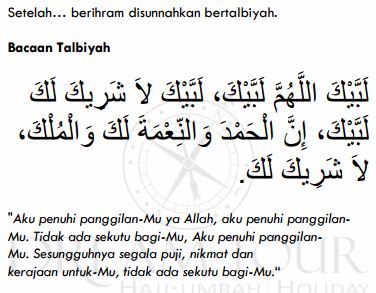 Setelah... berihram disunnahkan bertalbiyah.
Bacaan Talbiyah
لَبَّيْكَ اللَّهُمَّ لَبَّيْكَ، لَبَّيْكَ لاَ شَرِيكَ لَكَ
لَبَّيْكَ، إِنَّ الْحَمْدَ وَالنِّعْمَةَ لَكَ وَالْمُلْكَ،
لاَ شَرِيكَ لَكَ.
"Aku penuhi panggilan-Mu ya Allah, aku penuhi panggilan-
Mu. Tidak ada sekutu bagi-Mu, Aku penuhi panggilan-
Mu. Sesungguhnya segala puji, nikmat dan
kerajaan untuk-Mu, tidak ada sekutu bagi-Mu."
HAJI-UMRAH HOLIDAY